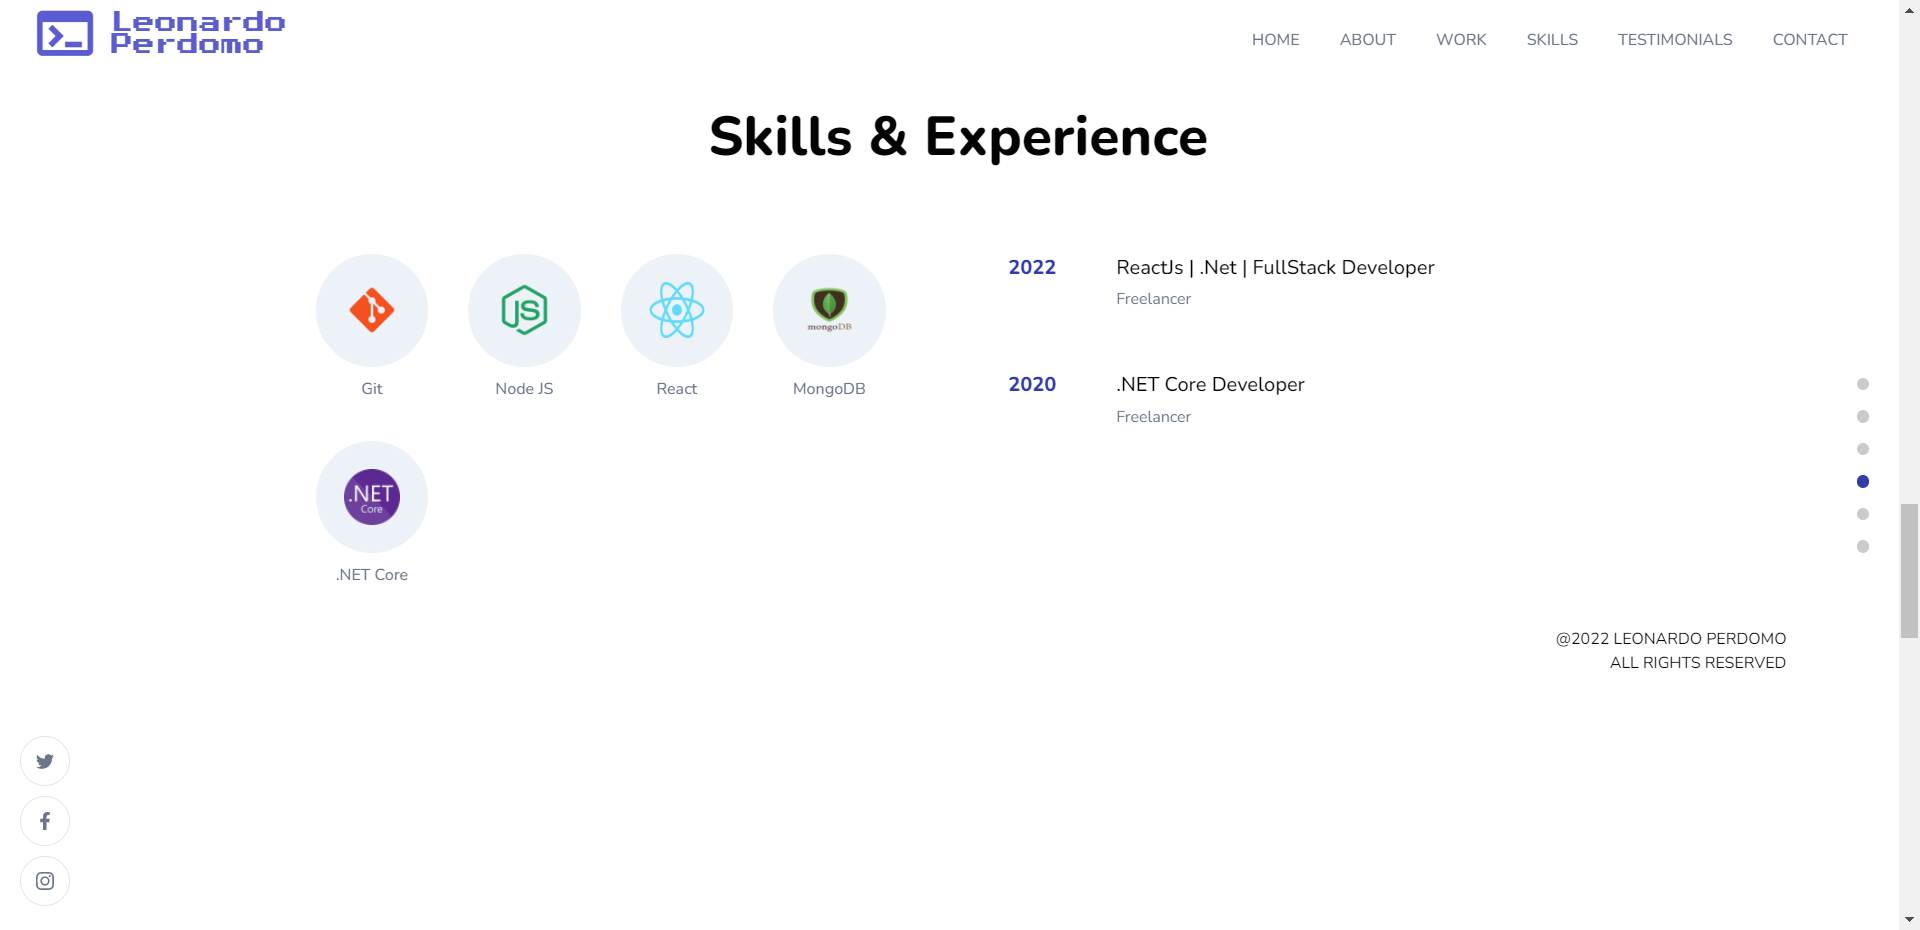 Leonardo
Perdomo
HOME ABOUT WORK SKILLS TESTIMONIALS CONTACT
Skills & Experience
JS
mongoDB
Git Node JS React MongoDB
.NET
Core
.NET Core
2022 ReactJs | .Net | FullStack Developer
Freelancer
2020 .NET Core Developer
Freelancer
@2022 LEONARDO PERDOMO
ALL RIGHTS RESERVED